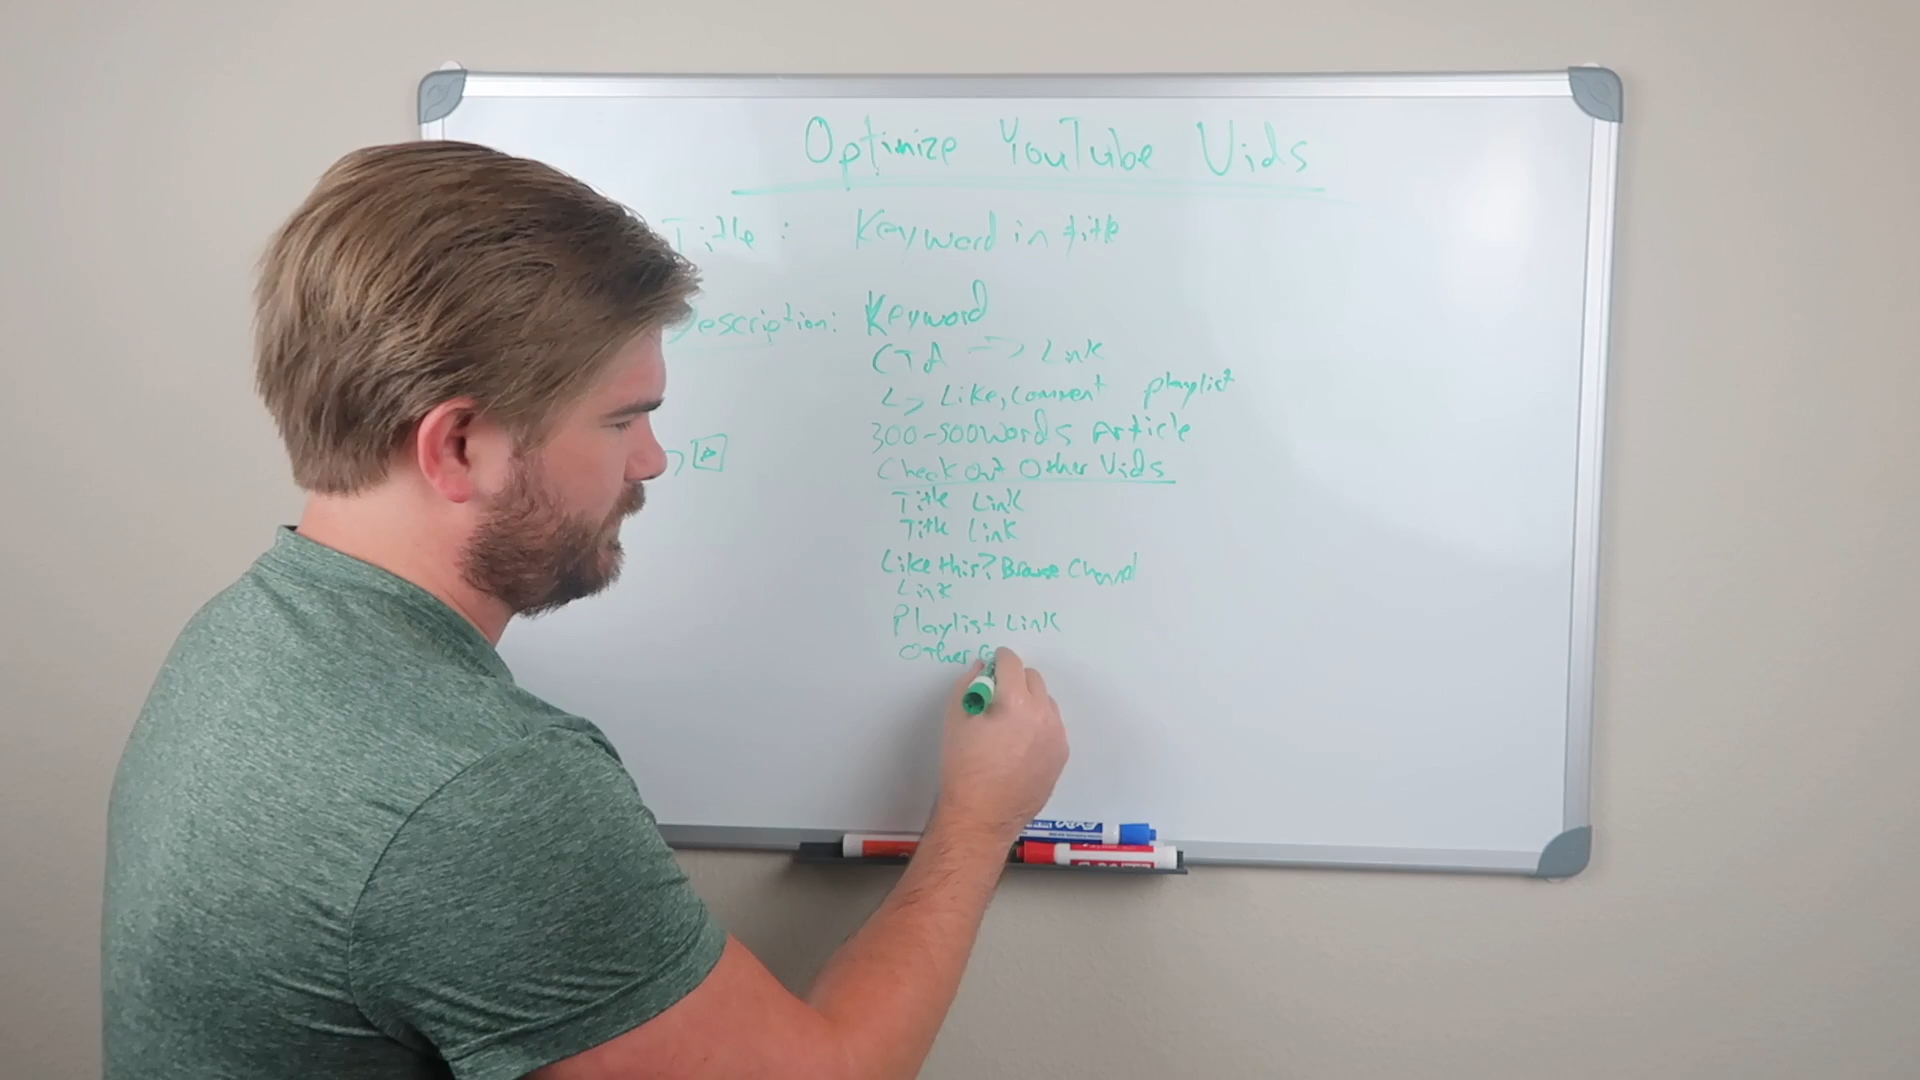 Optimize YouTube Vids
Title: Keyword in title
Description: Keyword
CTA -> Link
↳ Like, Comment playlist
300-500 words Article
Check out Other Vids
Title Link
Title Link
Like this? Browse Channel
Link
Playlist Link
Other
EXPO